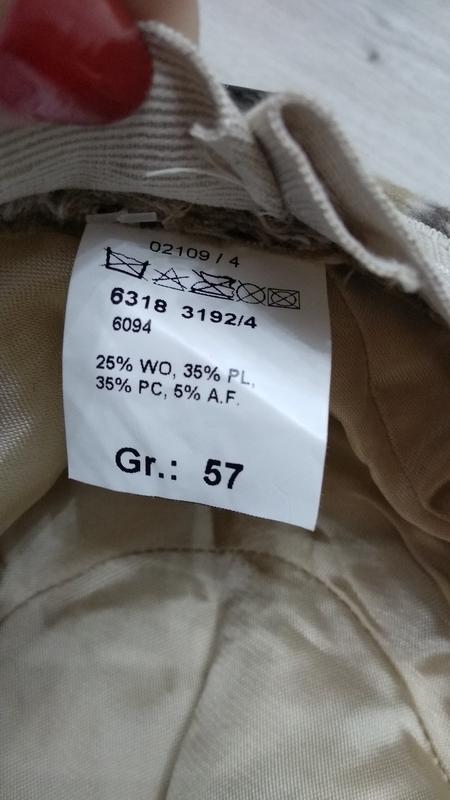 02109 / 4
6318 3192/4
6094
25% WO, 35% PL,
35% PC, 5% A.F.
Gr.: 57